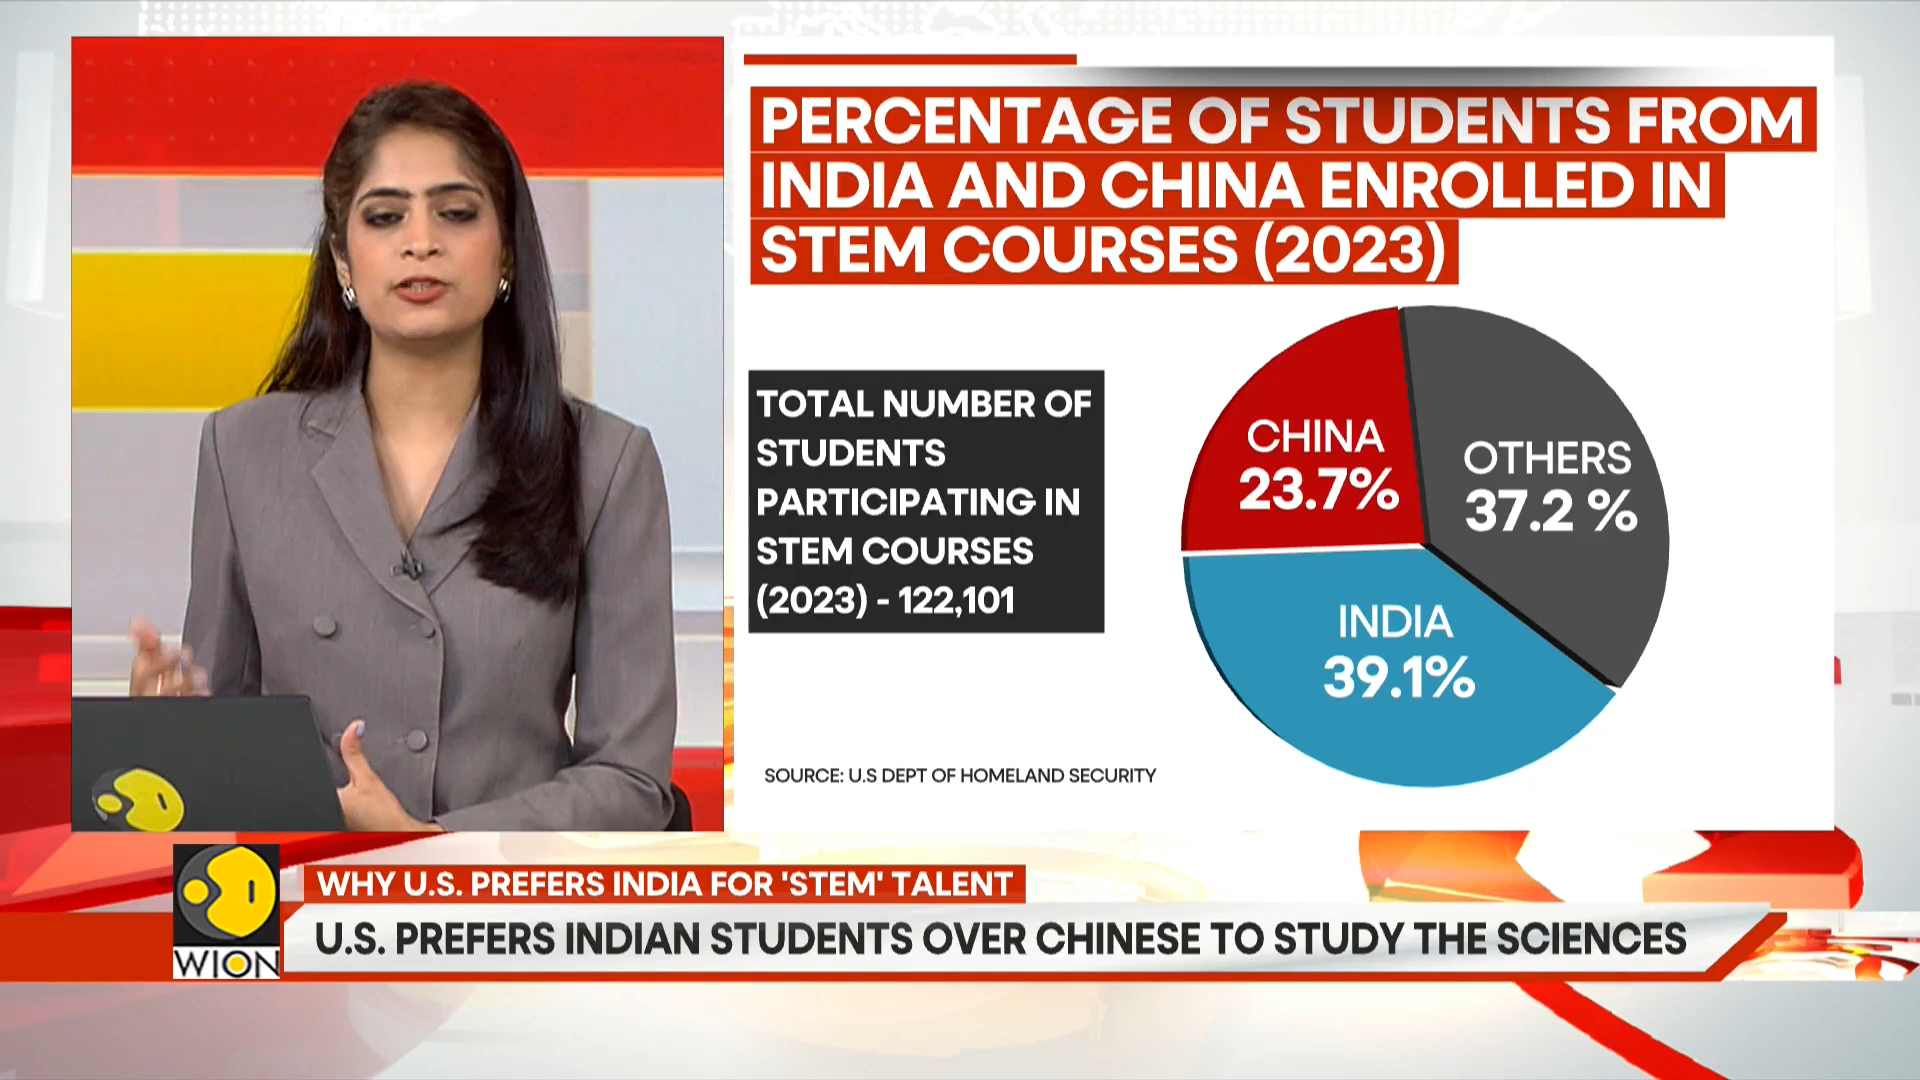 PERCENTAGE OF STUDENTS FROM
INDIA AND CHINA ENROLLED IN
STEM COURSES (2023)
TOTAL NUMBER OF
STUDENTS
PARTICIPATING IN
STEM COURSES
(2023) - 122,101
CHINA
23.7%
OTHERS
37.2 %
INDIA
39.1%
SOURCE: U.S DEPT OF HOMELAND SECURITY
WHY U.S. PREFERS INDIA FOR 'STEM' TALENT
U.S. PREFERS INDIAN STUDENTS OVER CHINESE TO STUDY THE SCIENCES
WION